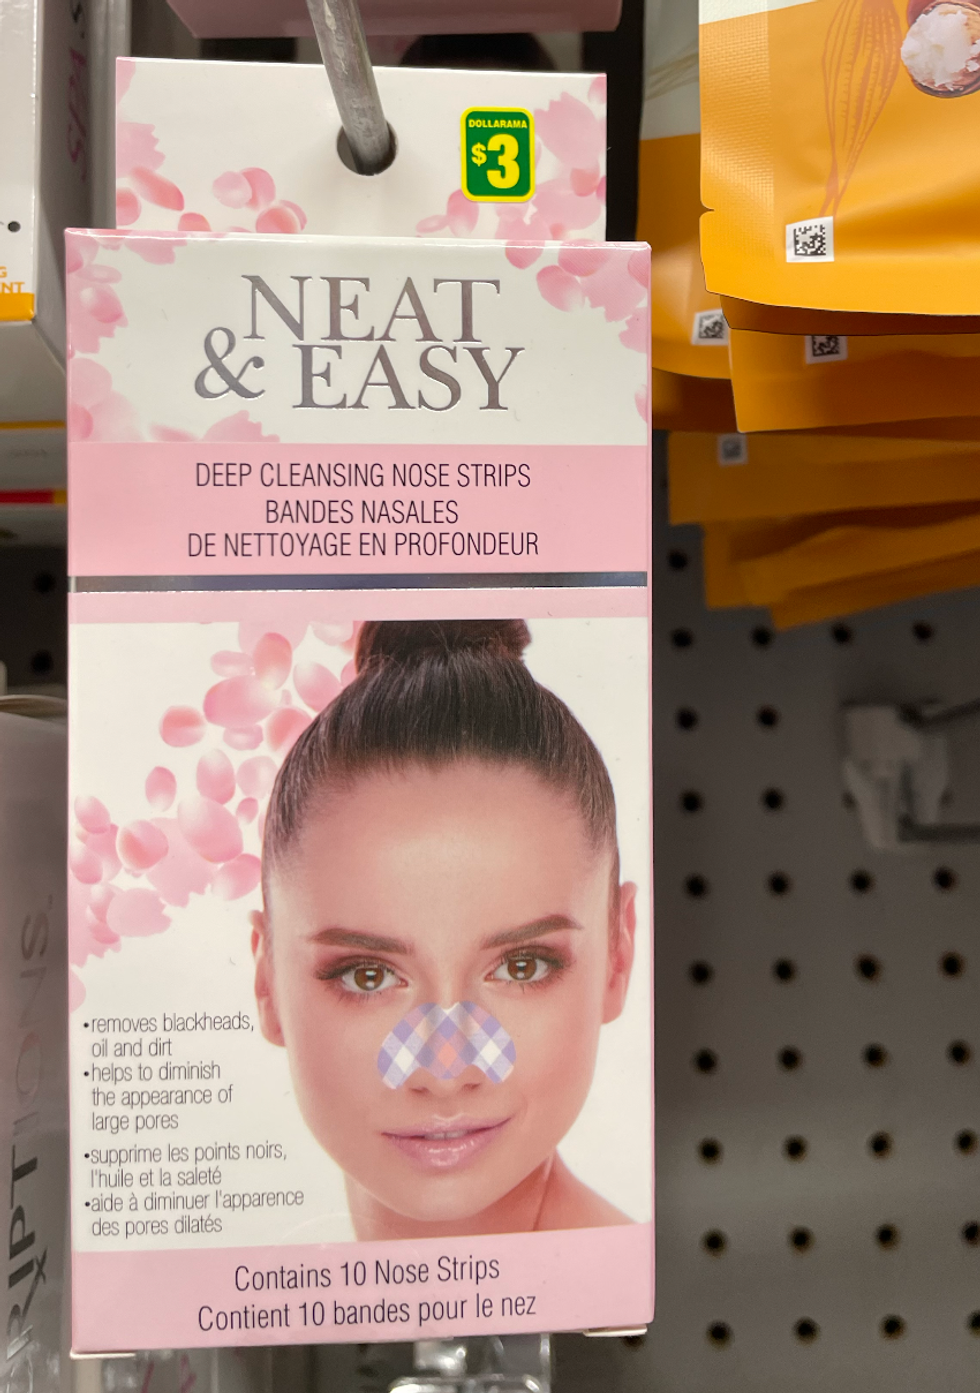 DOLLARAMA
$3
NEAT
& EASY
DEEP CLEANSING NOSE STRIPS
BANDES NASALES
DE NETTOYAGE EN PROFONDEUR
•removes blackheads,
oil and dirt
•helps to diminish
the appearance of
large pores
•supprime les points noirs,
l'huile et la saleté
•aide à diminuer l'apparence
des pores dilatés
Contains 10 Nose Strips
Contient 10 bandes pour le nez